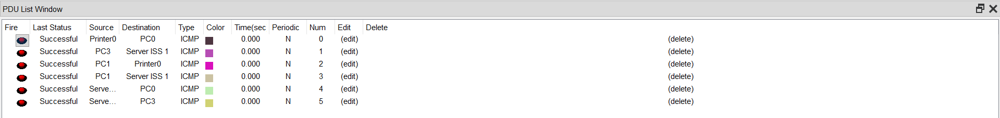 PDU List Window
Fire Last Status Source Destination Type Color Time(sec Periodic Num Edit Delete
Successful Printer0 PC0 ICMP 0.000 N 0 (edit) (delete)
Successful PC3 Server ISS 1 ICMP 0.000 N 1 (edit) (delete)
Successful PC1 Printer0 ICMP 0.000 N 2 (edit) (delete)
Successful PC1 Server ISS 1 ICMP 0.000 N 3 (edit) (delete)
Successful Serve... PC0 ICMP 0.000 N 4 (edit) (delete)
Successful Serve... PC3 ICMP 0.000 N 5 (edit) (delete)